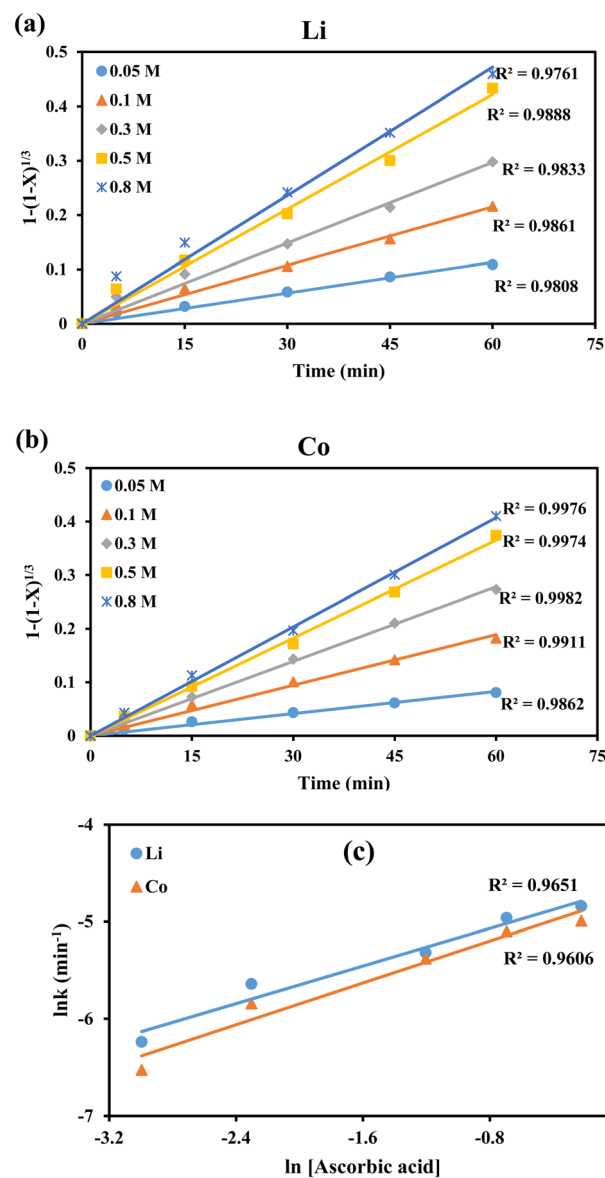 (a)
Li
0.5
0.4
0.3
0.2
0.1
0
0.05 M
0.1 M
0.3 M
0.5 M
0.8 M
R² = 0.9761
R² = 0.9888
R² = 0.9833
R² = 0.9861
R² = 0.9808
1-(1-X)^1/3
0 15 30 45 60 75
Time (min)
(b)
Co
0.5
0.4
0.3
0.2
0.1
0
0.05 M
0.1 M
0.3 M
0.5 M
0.8 M
R² = 0.9976
R² = 0.9974
R² = 0.9982
R² = 0.9911
R² = 0.9862
1-(1-X)^1/3
0 15 30 45 60 75
Time (min)
(c)
-4
-5
-6
-7
Li
Co
R² = 0.9651
R² = 0.9606
lnk (min⁻¹)
-3.2 -2.4 -1.6 -0.8
ln [Ascorbic acid]